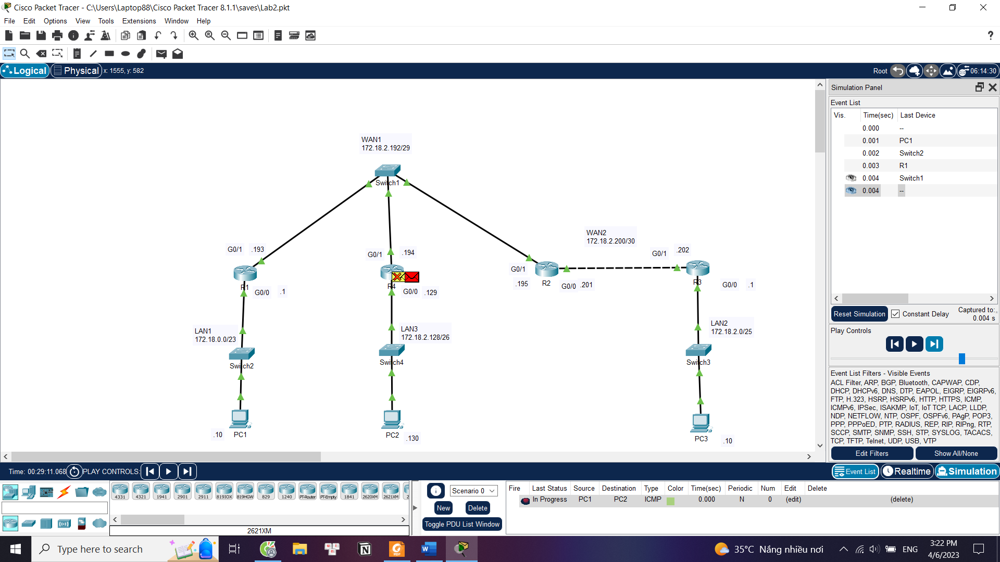 Cisco Packet Tracer - C:\Users\Laptop88\Cisco Packet Tracer 8.1.1\saves\Lab2.pkt
File Edit Options View Tools Extensions Window Help
Logical Physical x: 1555, y: 582 Root 06:14:30
Simulation Panel
Event List
Vis. Time(sec) Last Device
0.000 --
0.001 PC1
0.002 Switch2
0.003 R1
0.004 Switch1
0.004 --
Reset Simulation Constant Delay Captured to:
0.004 s
Play Controls
Event List Filters - Visible Events
ACL Filter, ARP, BGP, Bluetooth, CAPWAP, CDP,
DHCP, DHCPv6, DNS, DTP, EAPOL, EIGRP, EIGRPv6,
FTP, H.323, HSRP, HSRPv6, HTTP, HTTPS, ICMP,
ICMPv6, IPSec, ISAKMP, IoT, IoT TCP, LACP, LLDP,
NDP, NETFLOW, NTP, OSPF, OSPFv6, PAgP, POP3,
PPP, PPPoED, PTP, RADIUS, REP, RIP, RIPng, RTP,
SCCP, SMTP, SNMP, SSH, STP, SYSLOG, TACACS,
TCP, TFTP, Telnet, UDP, USB, VTP
Edit Filters Show All/None
WAN1
172.18.2.192/29
Switch1
WAN2
172.18.2.200/30
G0/1 .193
G0/1 .194
G0/1 .202
G0/1
.195
R1
G0/0 .1
R4
G0/0 .129
R2
G0/0 .201
R3
G0/0 .1
LAN1
172.18.0.0/23
LAN3
172.18.2.128/26
LAN2
172.18.2.0/25
Switch2
Switch4
Switch3
.10 PC1
PC2 .130
PC3 .10
Time: 00:29:11.068 PLAY CONTROLS:
Event List Realtime Simulation
4331 4321 1941 2901 2911 819IOX 819HGW 829 1240 PT-Router PT-Empty 1841 2620XM 2621XM 2
2621XM
Scenario 0
New Delete
Toggle PDU List Window
Fire Last Status Source Destination Type Color Time(sec) Periodic Num Edit Delete
In Progress PC1 PC2 ICMP 0.000 N 0 (edit) (delete)
Type here to search
35°C Nắng nhiều nơi
ENG
3:22 PM
4/6/2023